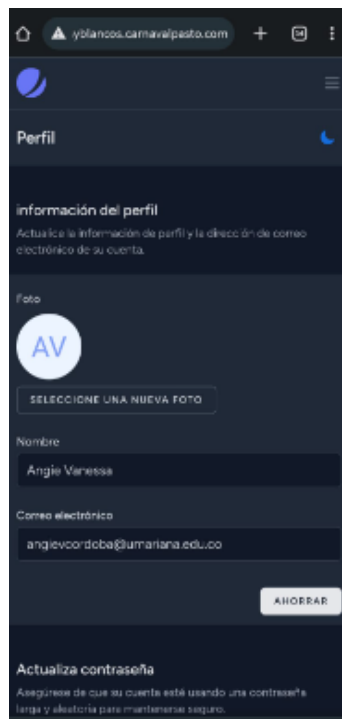 yblancos.carnavalpasto.com
Perfil
información del perfil
Actualice la información de perfil y la dirección de correo
electrónico de su cuenta.
Foto
AV
SELECCIONE UNA NUEVA FOTO
Nombre
Angie Vanessa
Correo electrónico
angievcordoba@umariana.edu.co
AHORRAR
Actualiza contraseña
Asegúrese de que su cuenta esté usando una contraseña
larga y aleatoria para mantenerse seguro.